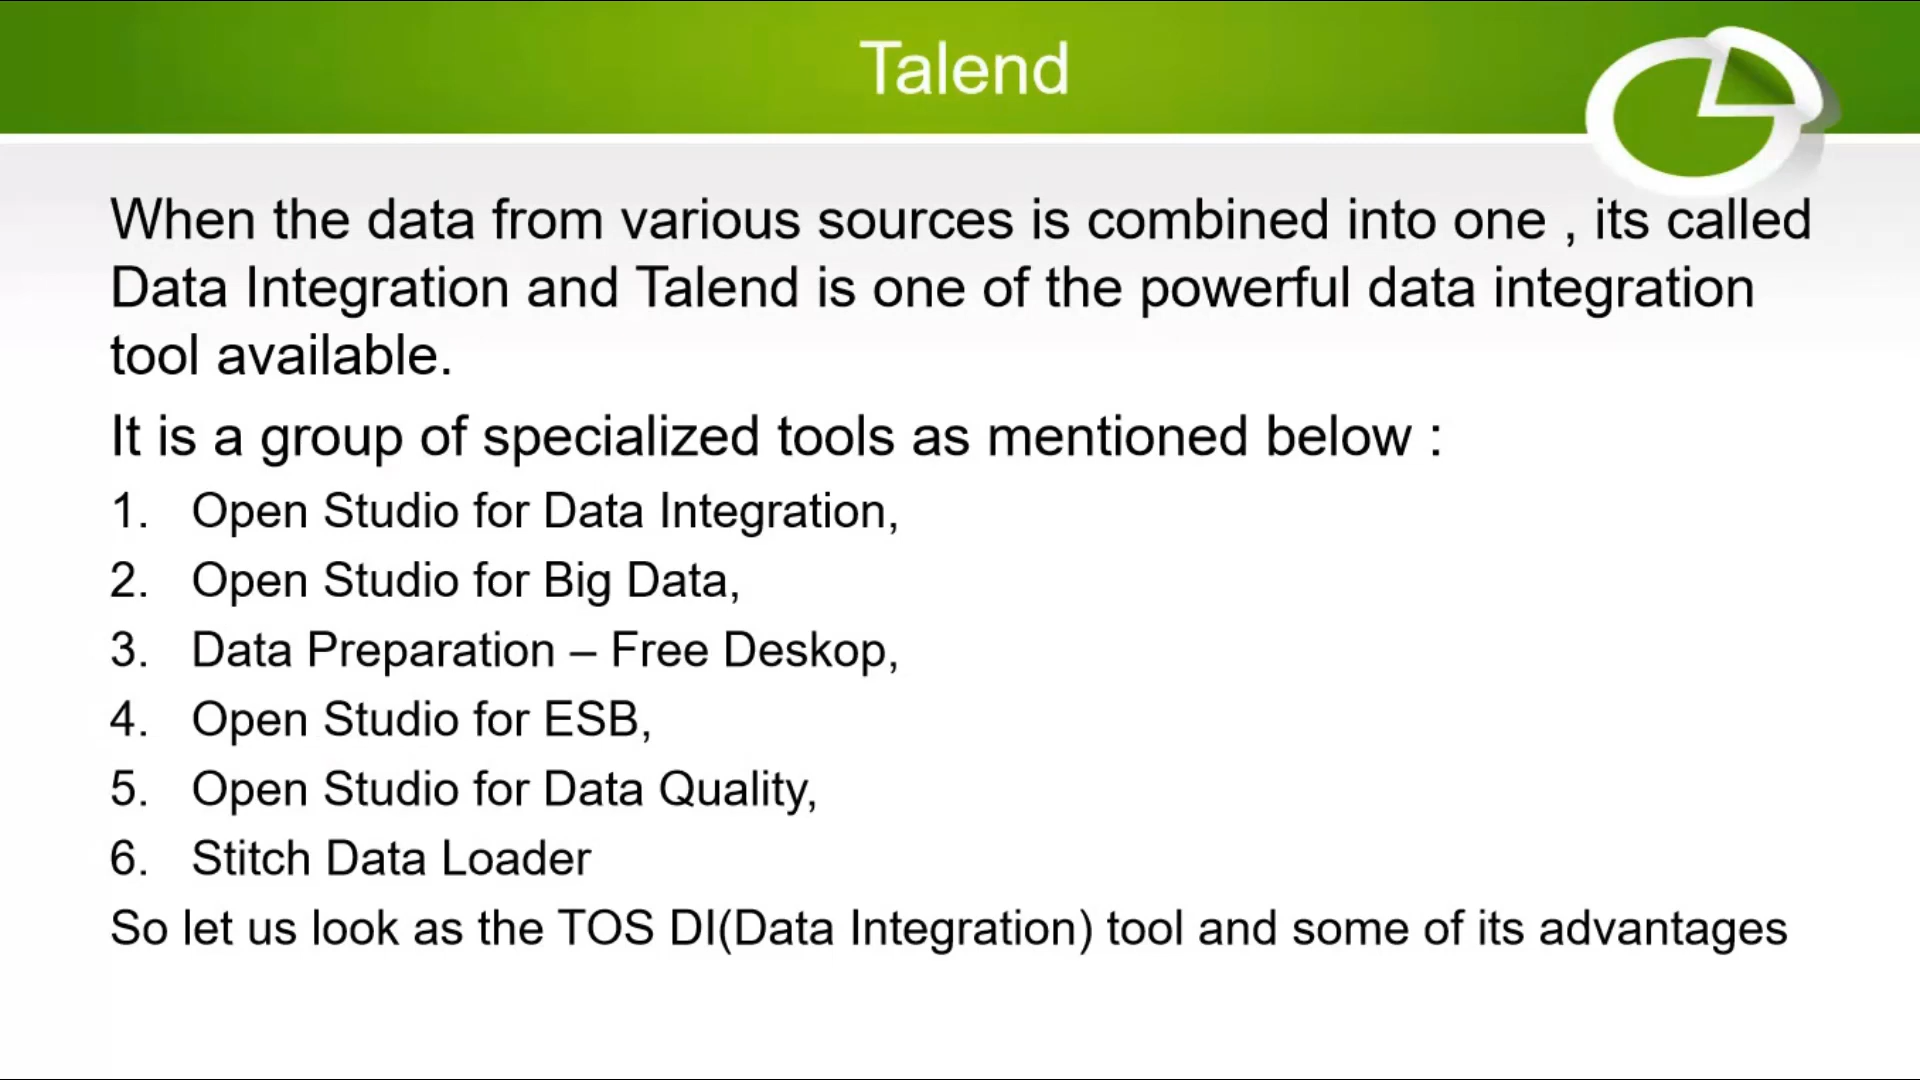 Talend
When the data from various sources is combined into one , its called
Data Integration and Talend is one of the powerful data integration
tool available.
It is a group of specialized tools as mentioned below :
1. Open Studio for Data Integration,
2. Open Studio for Big Data,
3. Data Preparation – Free Deskop,
4. Open Studio for ESB,
5. Open Studio for Data Quality,
6. Stitch Data Loader
So let us look as the TOS DI(Data Integration) tool and some of its advantages